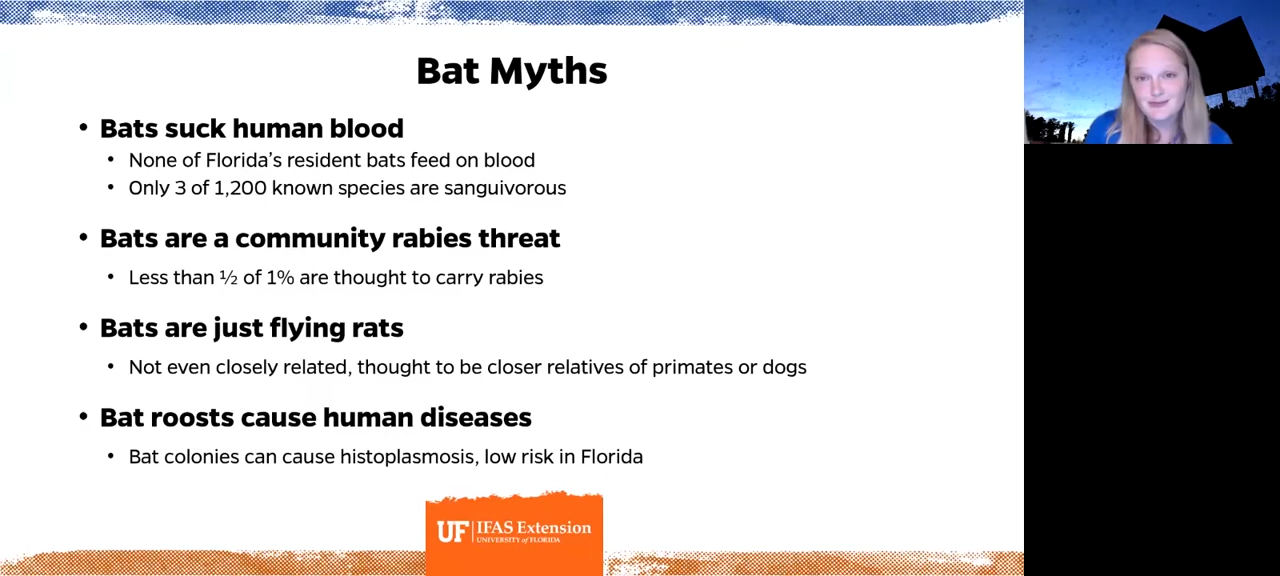 Bat Myths
• Bats suck human blood
• None of Florida's resident bats feed on blood
• Only 3 of 1,200 known species are sanguivorous
• Bats are a community rabies threat
• Less than ½ of 1% are thought to carry rabies
• Bats are just flying rats
• Not even closely related, thought to be closer relatives of primates or dogs
• Bat roosts cause human diseases
• Bat colonies can cause histoplasmosis, low risk in Florida
UF | IFAS Extension
UNIVERSITY of FLORIDA